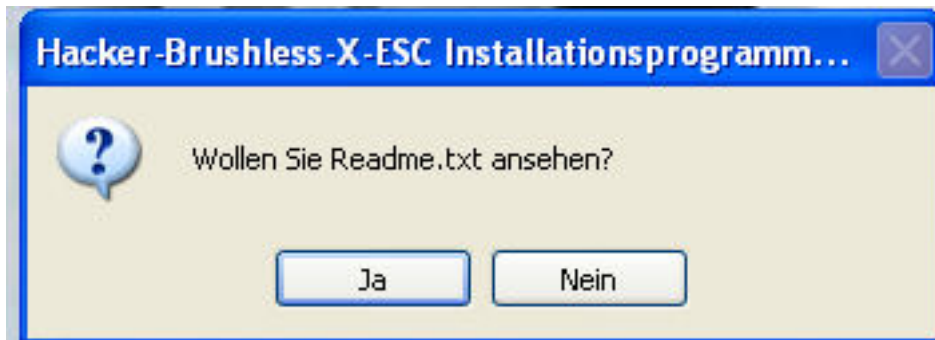 Hacker-Brushless-X-ESC Installationsprogramm...
?
Wollen Sie Readme.txt ansehen?
Ja
Nein